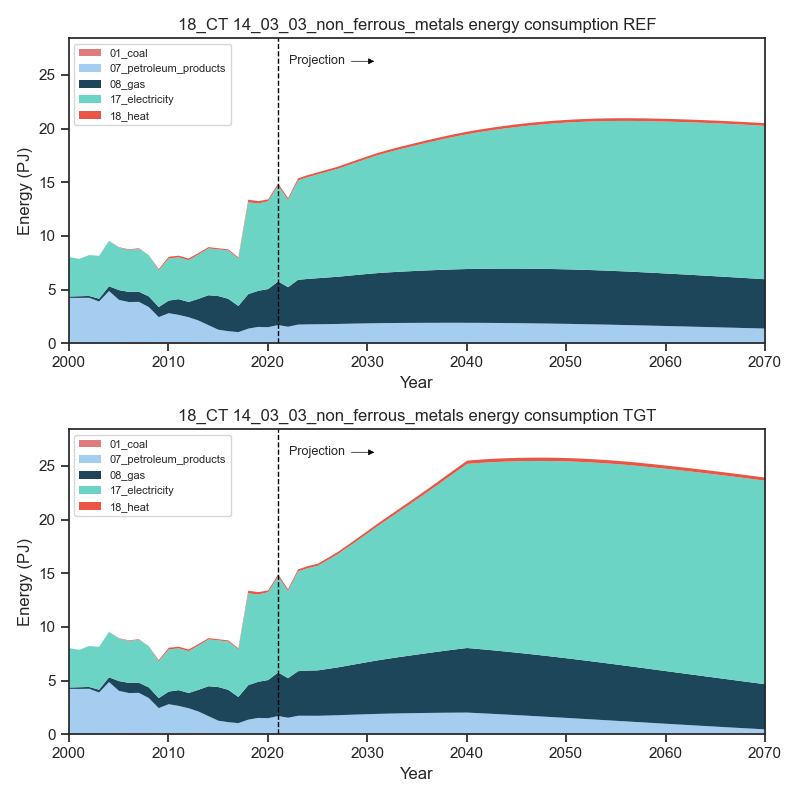 18_CT 14_03_03_non_ferrous_metals energy consumption REF
01_coal
07_petroleum_products
08_gas
17_electricity
18_heat
Projection
Energy (PJ)
25
20
15
10
5
0
2000 2010 2020 2030 2040 2050 2060 2070
Year
18_CT 14_03_03_non_ferrous_metals energy consumption TGT
01_coal
07_petroleum_products
08_gas
17_electricity
18_heat
Projection
Energy (PJ)
25
20
15
10
5
0
2000 2010 2020 2030 2040 2050 2060 2070
Year